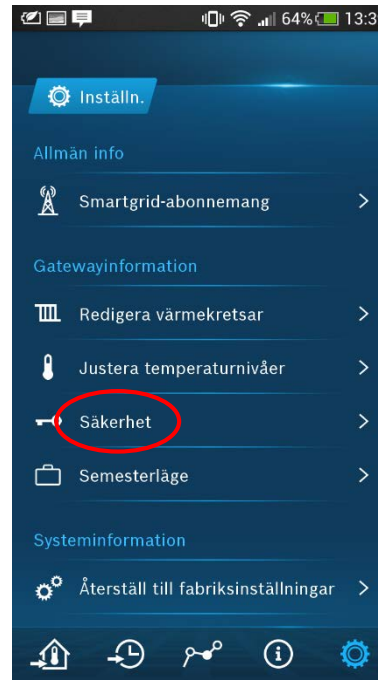 64% 13:3
Inställn.
Allmän info
Smartgrid-abonnemang
Gatewayinformation
Redigera värmekretsar
Justera temperaturnivåer
Säkerhet
Semesterläge
Systeminformation
Återställ till fabriksinställningar